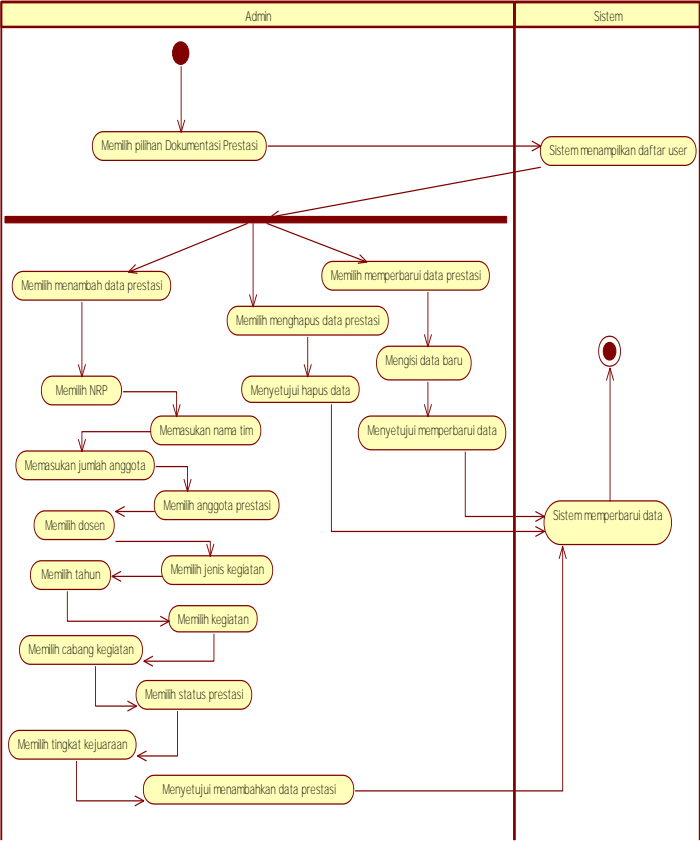 Admin
Sistem
Memilih pilihan Dokumentasi Prestasi
Sistem menampilkan daftar user
Memilih menambah data prestasi
Memilih memperbarui data prestasi
Memilih menghapus data prestasi
Mengisi data baru
Memilih NRP
Menyetujui hapus data
Memasukan nama tim
Menyetujui memperbarui data
Memasukan jumlah anggota
Memilih anggota prestasi
Sistem memperbarui data
Memilih dosen
Memilih jenis kegiatan
Memilih tahun
Memilih kegiatan
Memilih cabang kegiatan
Memilih status prestasi
Memilih tingkat kejuaraan
Menyetujui menambahkan data prestasi